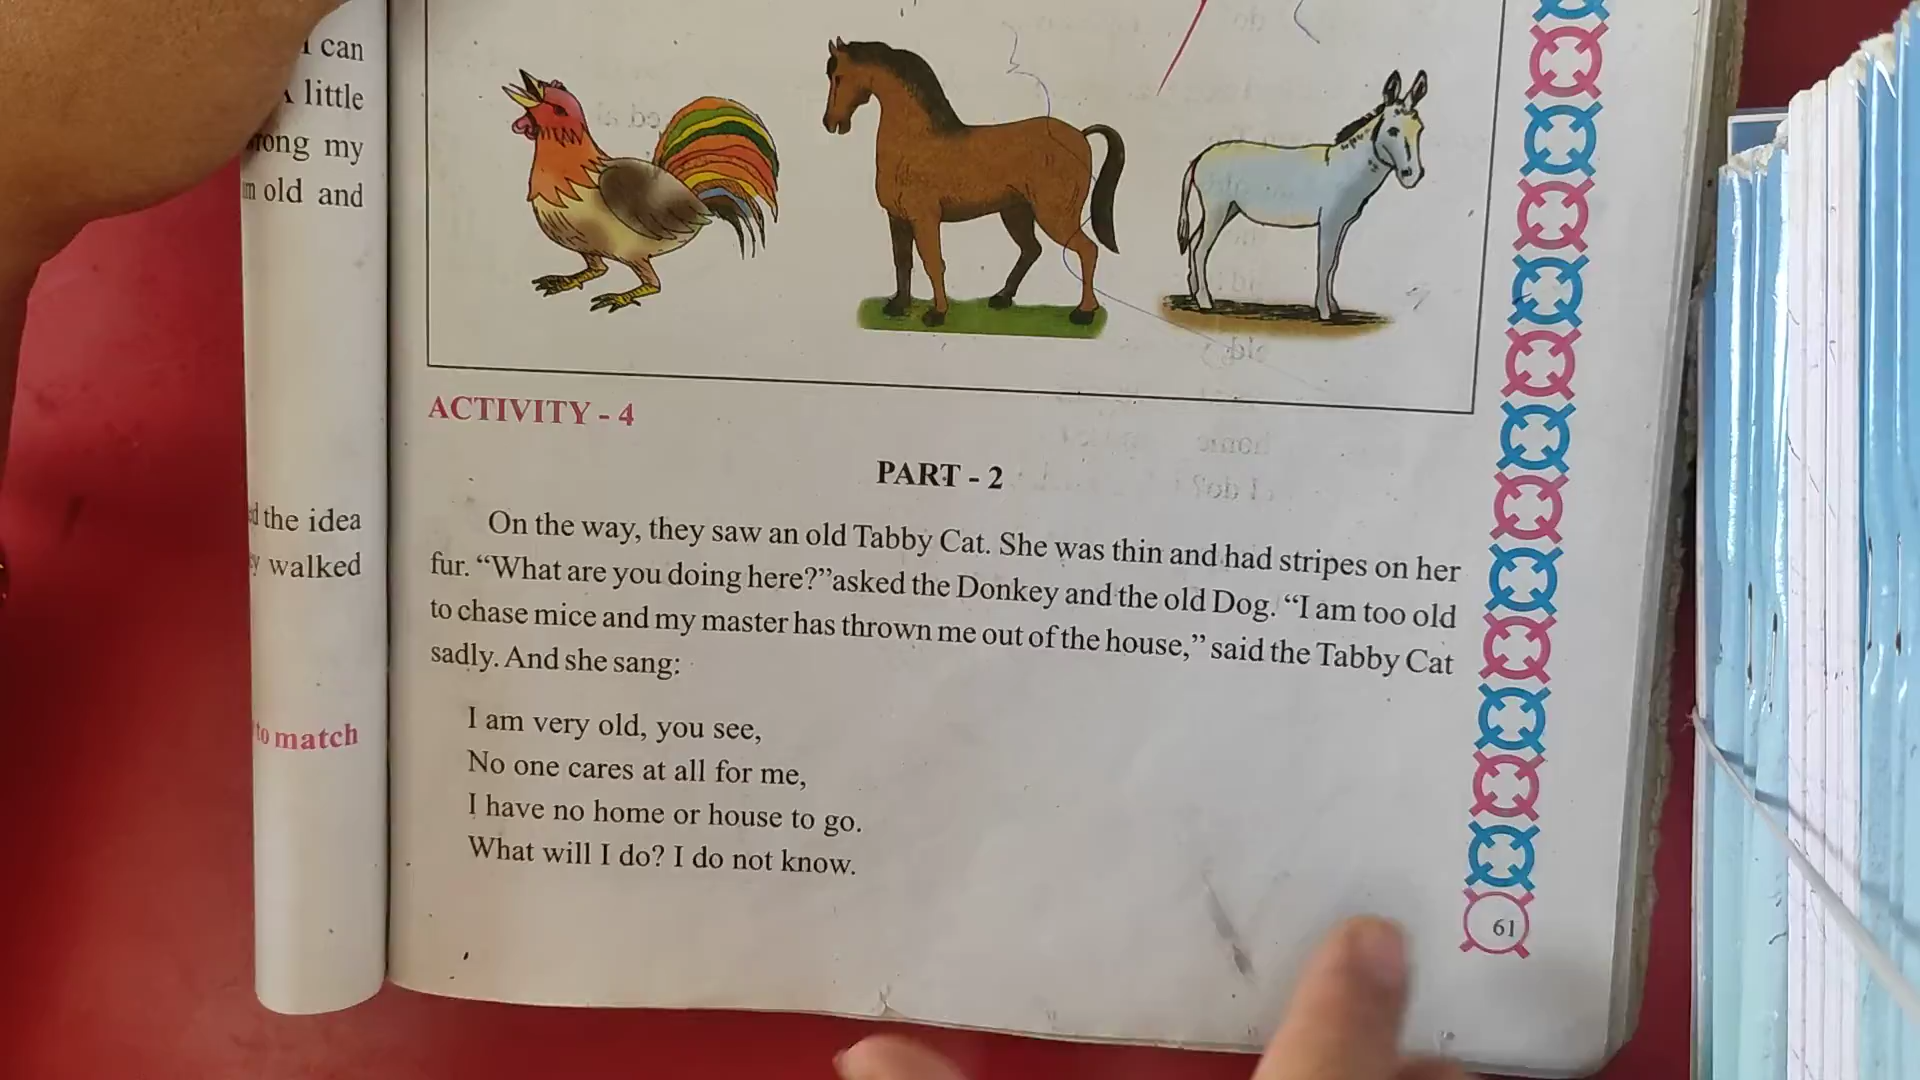 can
little
my
old and
the idea
walked
to match
ACTIVITY - 4
PART - 2
On the way, they saw an old Tabby Cat. She was thin and had stripes on her
fur. “What are you doing here?”asked the Donkey and the old Dog. “I am too old
to chase mice and my master has thrown me out of the house,” said the Tabby Cat
sadly. And she sang:
I am very old, you see,
No one cares at all for me,
I have no home or house to go.
What will I do? I do not know.
61